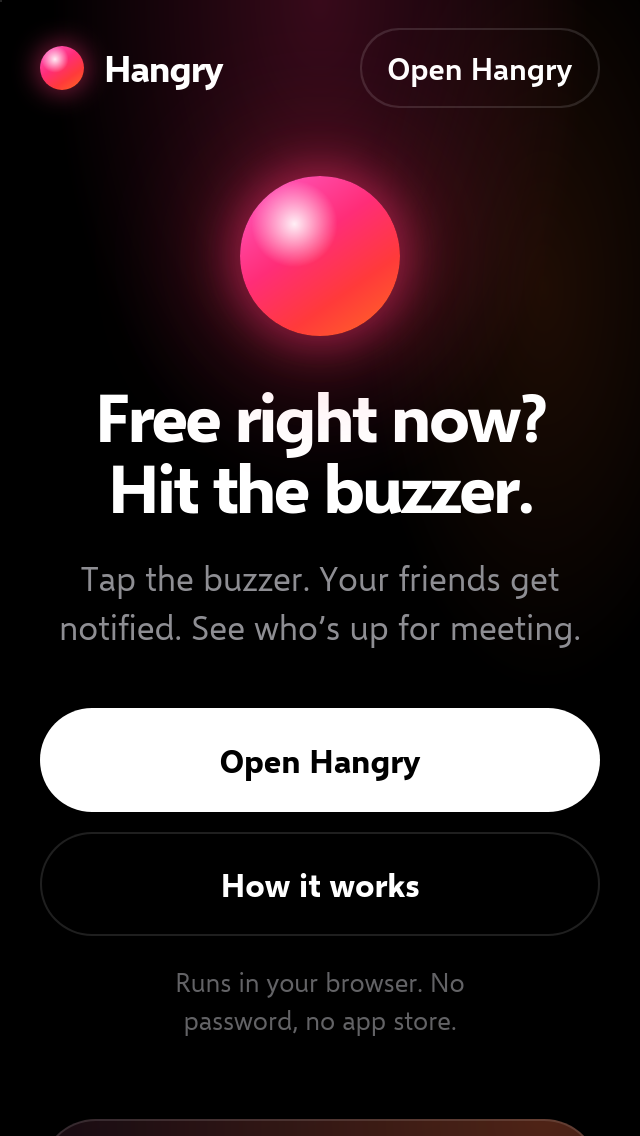 Hangry
Open Hangry
Free right now?
Hit the buzzer.
Tap the buzzer. Your friends get
notified. See who’s up for meeting.
Open Hangry
How it works
Runs in your browser. No
password, no app store.